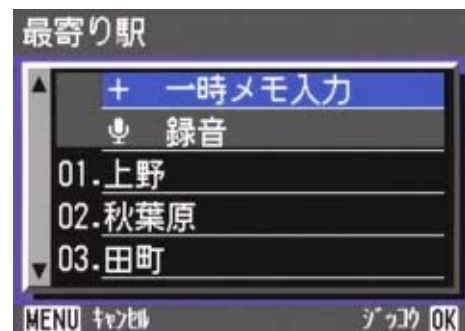 最寄り駅
+ 一時メモ入力
録音
01.上野
02.秋葉原
03.田町
MENU ｷｬﾝｾﾙ ｼﾞｯｺｳ OK